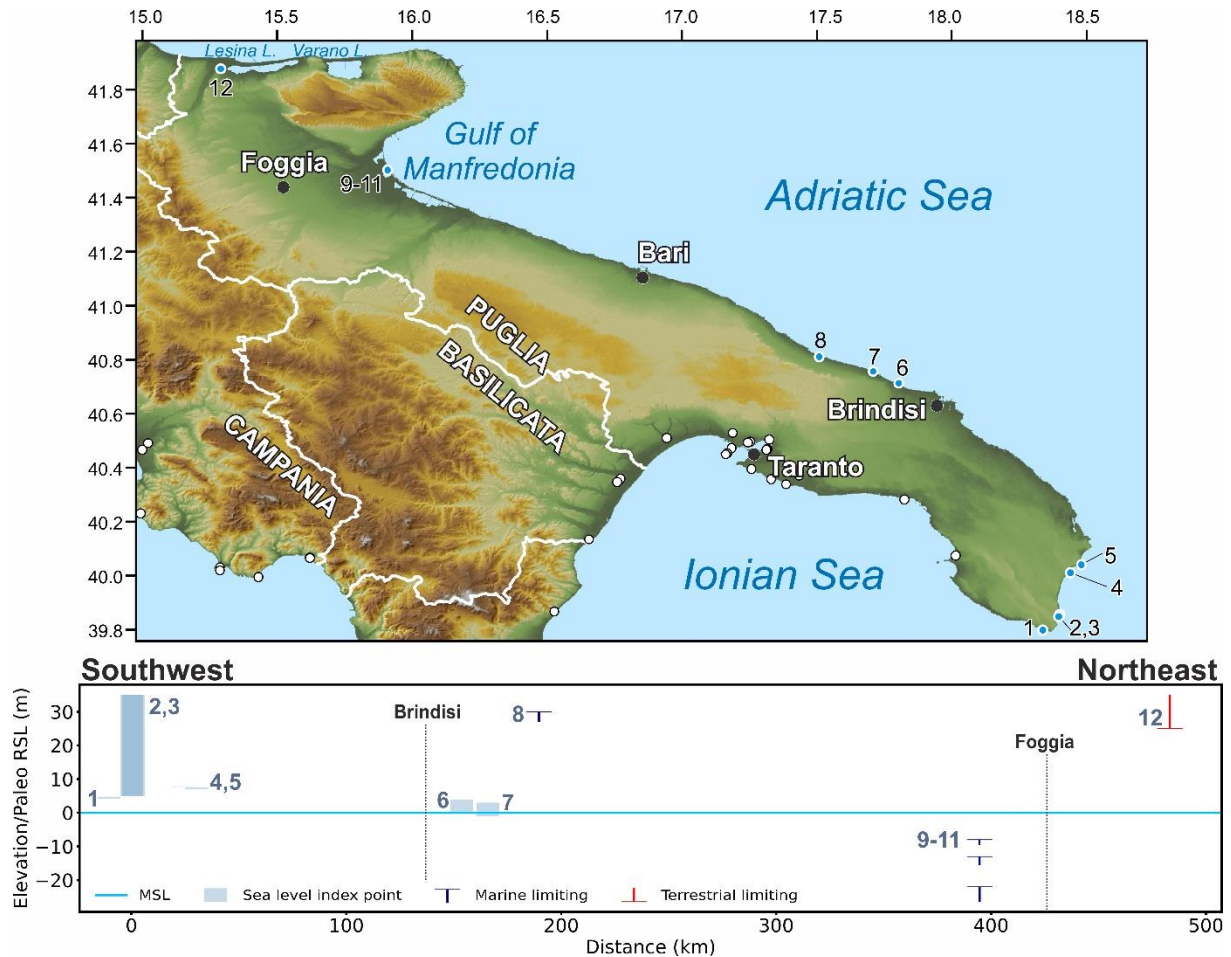 15.0 15.5 16.0 16.5 17.0 17.5 18.0 18.5
Lesina L. Varano L.
12
41.8
41.6
41.4
41.2
41.0
40.8
40.6
40.4
40.2
40.0
39.8
Gulf of
Manfredonia
Foggia
9-11
Adriatic Sea
Bari
PUGLIA
BASILICATA
CAMPANIA
8
7
6
Brindisi
Taranto
Ionian Sea
5
4
2,3
1
Southwest
Northeast
Elevation/Paleo RSL (m)
30
20
10
0
−10
−20
2,3
1
4,5
Brindisi
6
7
8
9-11
Foggia
12
MSL
Sea level index point
Marine limiting
Terrestrial limiting
0 100 200 300 400 500
Distance (km)